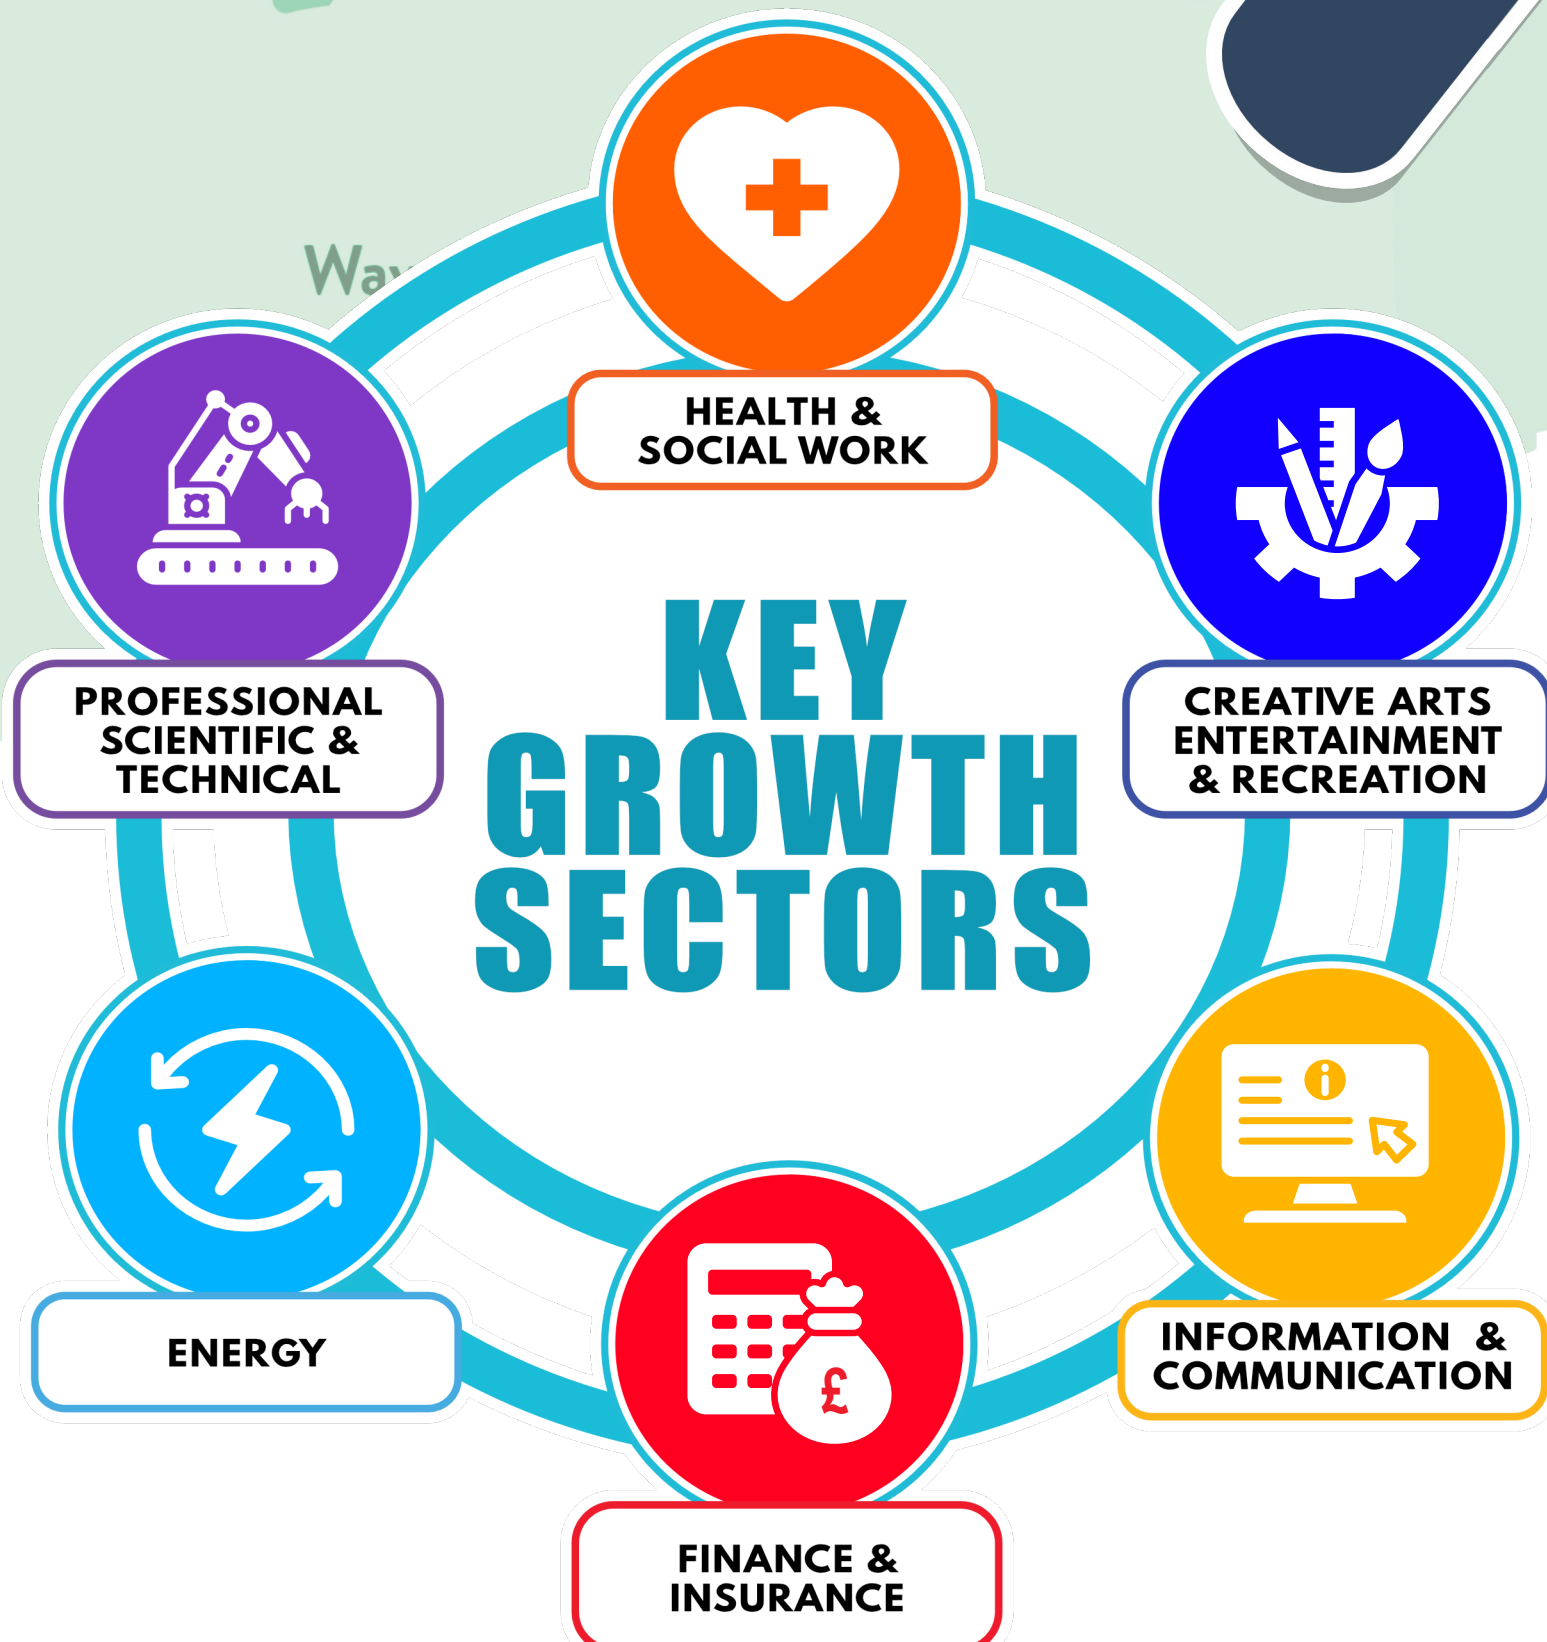 HEALTH &
SOCIAL WORK
PROFESSIONAL
SCIENTIFIC &
TECHNICAL
CREATIVE ARTS
ENTERTAINMENT
& RECREATION
KEY
GROWTH
SECTORS
ENERGY
INFORMATION &
COMMUNICATION
£
FINANCE &
INSURANCE